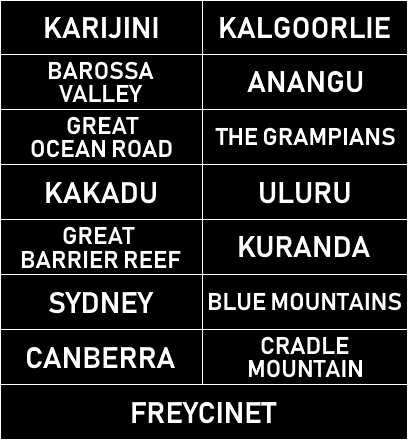 KARIJINI
KALGOORLIE
BAROSSA
VALLEY
ANANGU
GREAT
OCEAN ROAD
THE GRAMPIANS
KAKADU
ULURU
GREAT
BARRIER REEF
KURANDA
SYDNEY
BLUE MOUNTAINS
CANBERRA
CRADLE
MOUNTAIN
FREYCINET